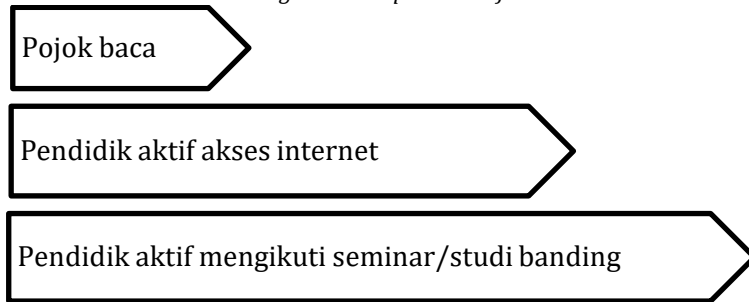 Pojok baca
Pendidik aktif akses internet
Pendidik aktif mengikuti seminar/studi banding